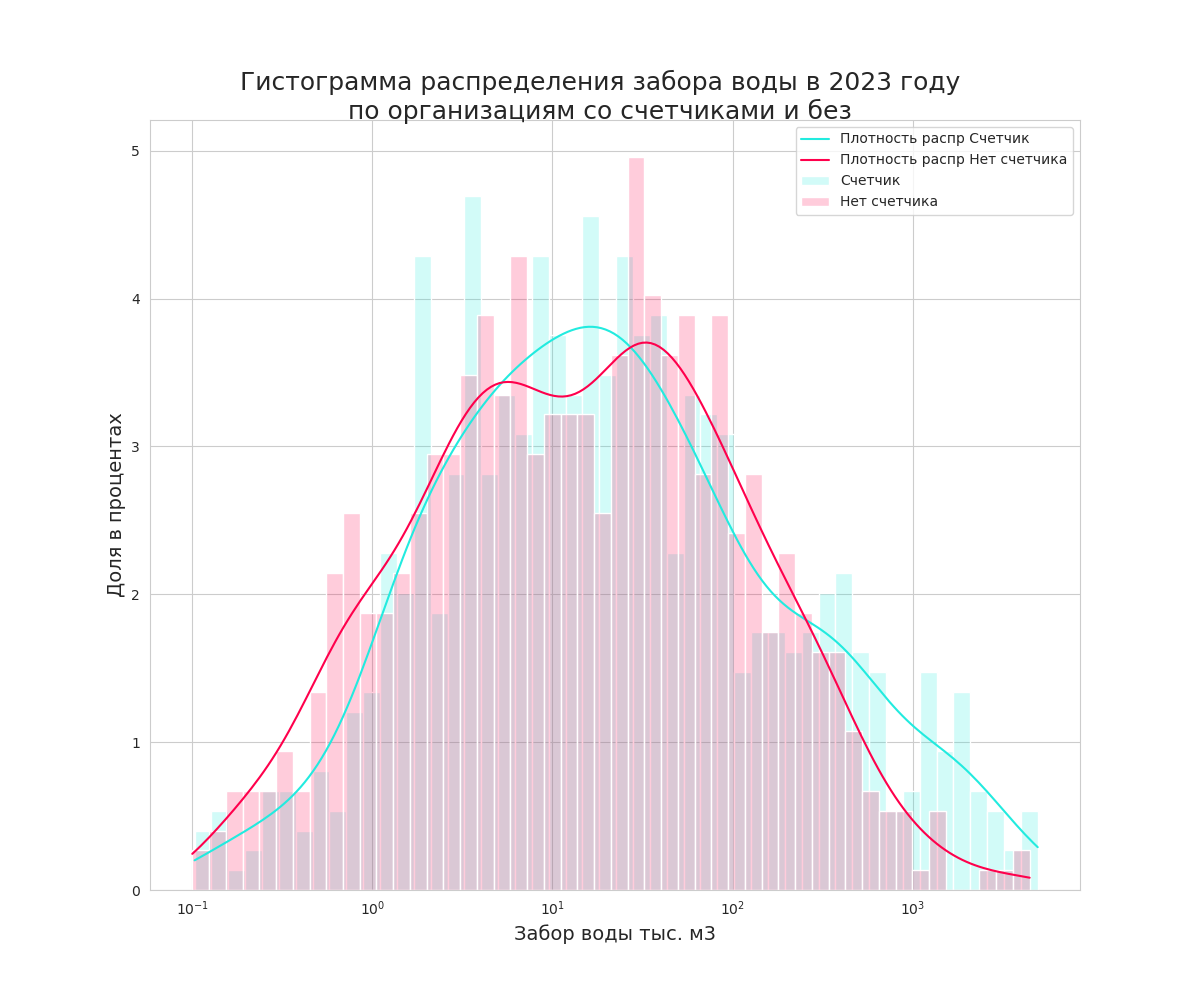 Гистограмма распределения забора воды в 2023 году
по организациям со счетчиками и без
Плотность распр Счетчик
Плотность распр Нет счетчика
Счетчик
Нет счетчика
Доля в процентах
5
4
3
2
1
0
10⁻¹ 10⁰ 10¹ 10² 10³
Забор воды тыс. м3